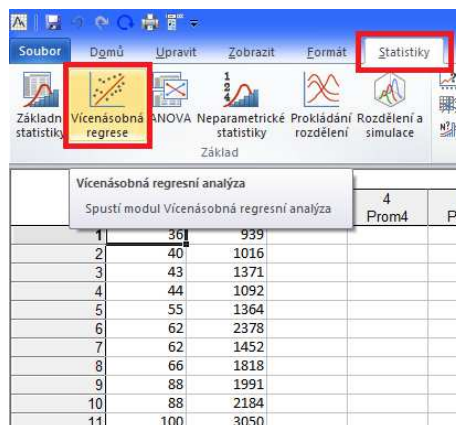 Soubor Domů Upravit Zobrazit Formát Statistiky
Základní statistiky Vícenásobná regrese ANOVA Neparametrické statistiky Prokládání rozdělení Rozdělení a simulace
Základ
Vícenásobná regresní analýza
Spustí modul Vícenásobná regresní analýza
4
Prom4
1 36 939
2 40 1016
3 43 1371
4 44 1092
5 55 1364
6 62 2378
7 62 1452
8 66 1818
9 88 1991
10 88 2184
11 100 3050